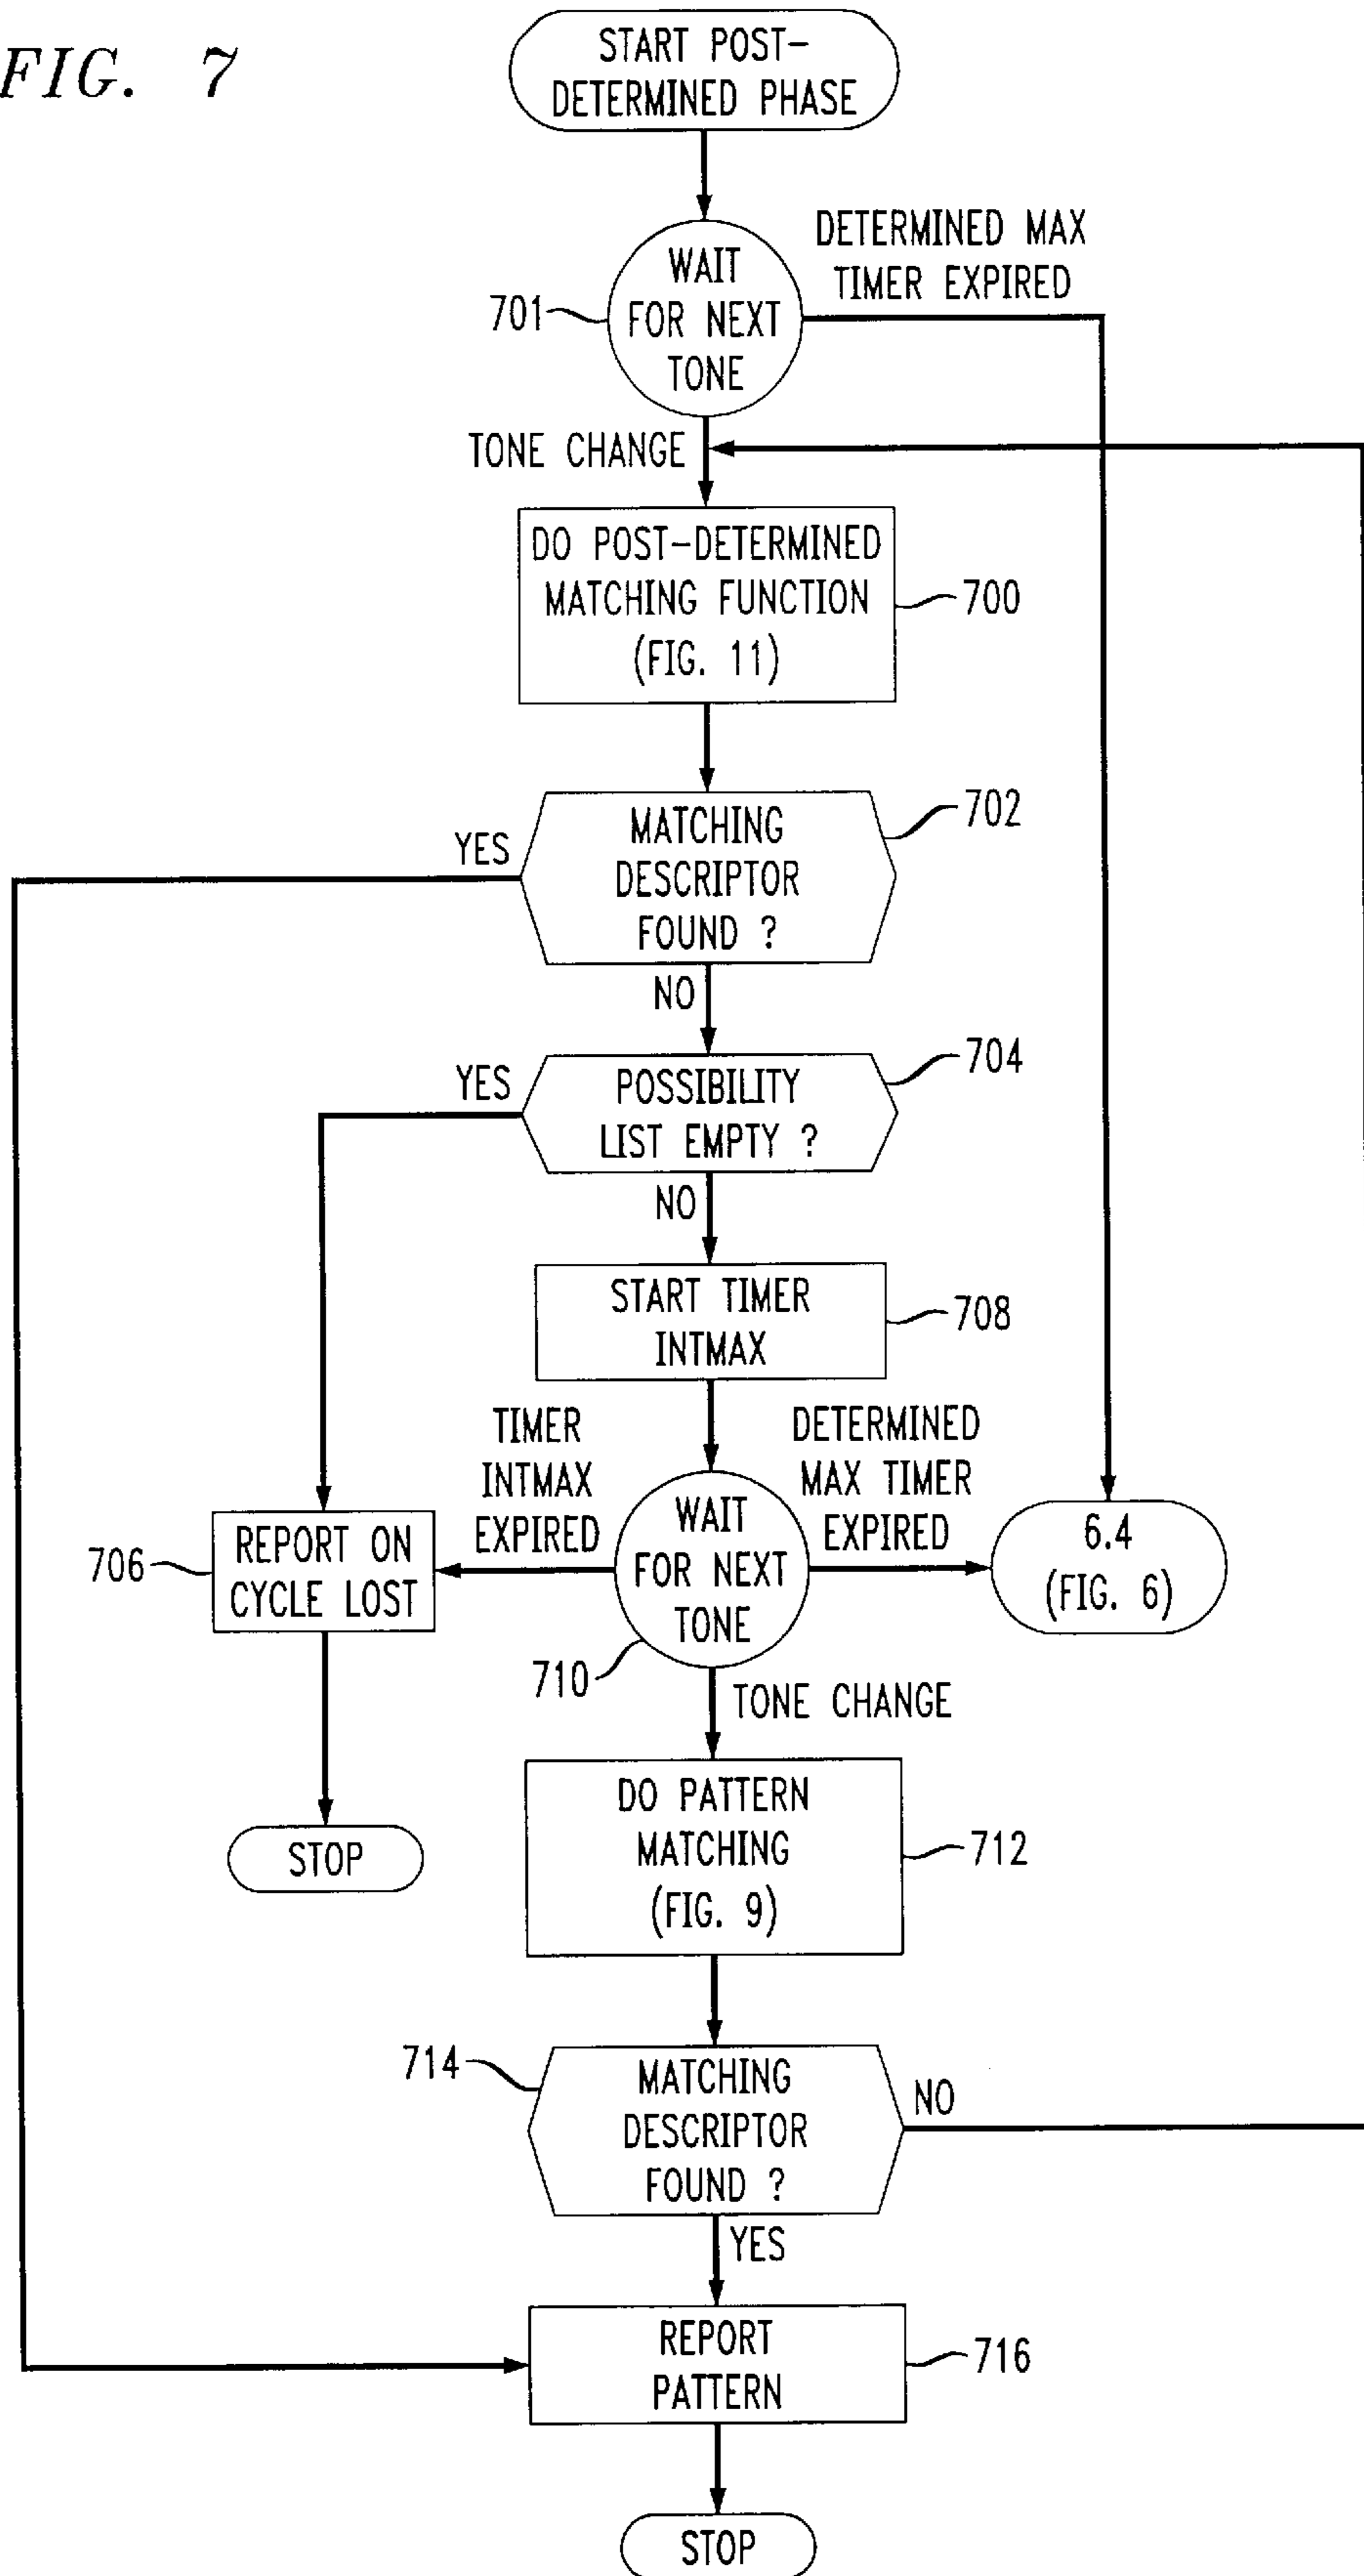 FIG. 7
START POST-
DETERMINED PHASE
DETERMINED MAX
TIMER EXPIRED
WAIT
FOR NEXT
TONE
701
TONE CHANGE
DO POST-DETERMINED
MATCHING FUNCTION
(FIG. 11)
700
MATCHING
DESCRIPTOR
FOUND ?
702
YES
NO
POSSIBILITY
LIST EMPTY ?
704
YES
NO
START TIMER
INTMAX
708
TIMER
INTMAX
EXPIRED
DETERMINED
MAX TIMER
EXPIRED
WAIT
FOR NEXT
TONE
710
REPORT ON
CYCLE LOST
706
6.4
(FIG. 6)
TONE CHANGE
STOP
DO PATTERN
MATCHING
(FIG. 9)
712
714
MATCHING
DESCRIPTOR
FOUND ?
NO
YES
REPORT
PATTERN
716
STOP